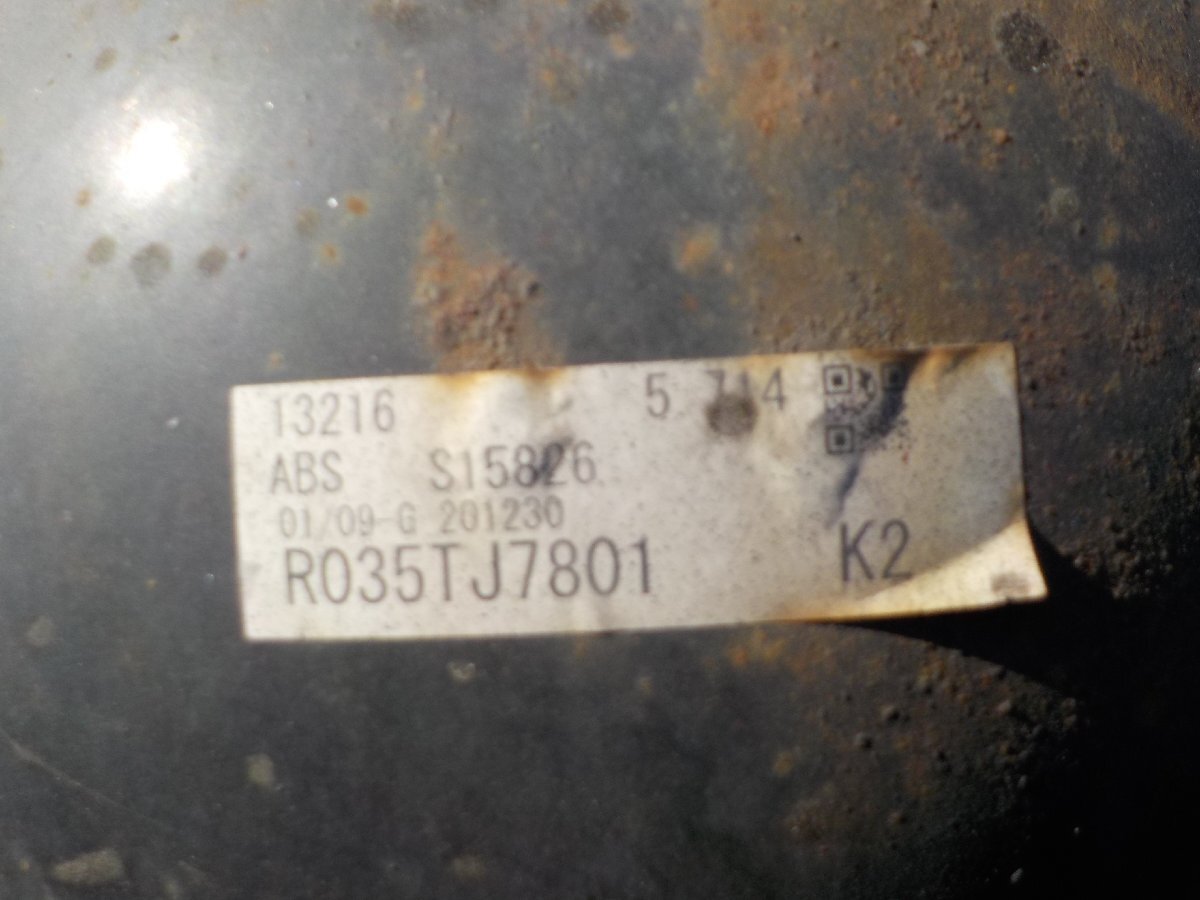 13216 5 714
ABS S15826
01/09-G 201230
R035TJ7801 K2